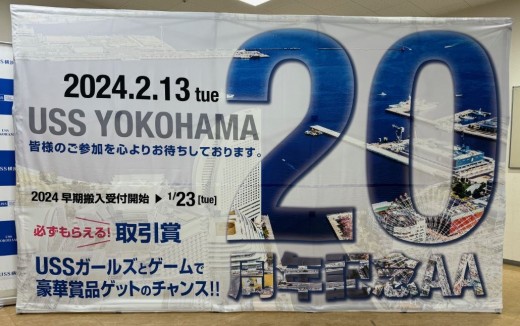 2024.2.13 tue
USS YOKOHAMA
皆様のご参加を心よりお待ちしております。
2024 早期搬入受付開始 ▶ 1/23 [tue]
必ずもらえる! 取引賞
USSガールズとゲームで
豪華賞品ゲットのチャンス!!
20
周年記念AA